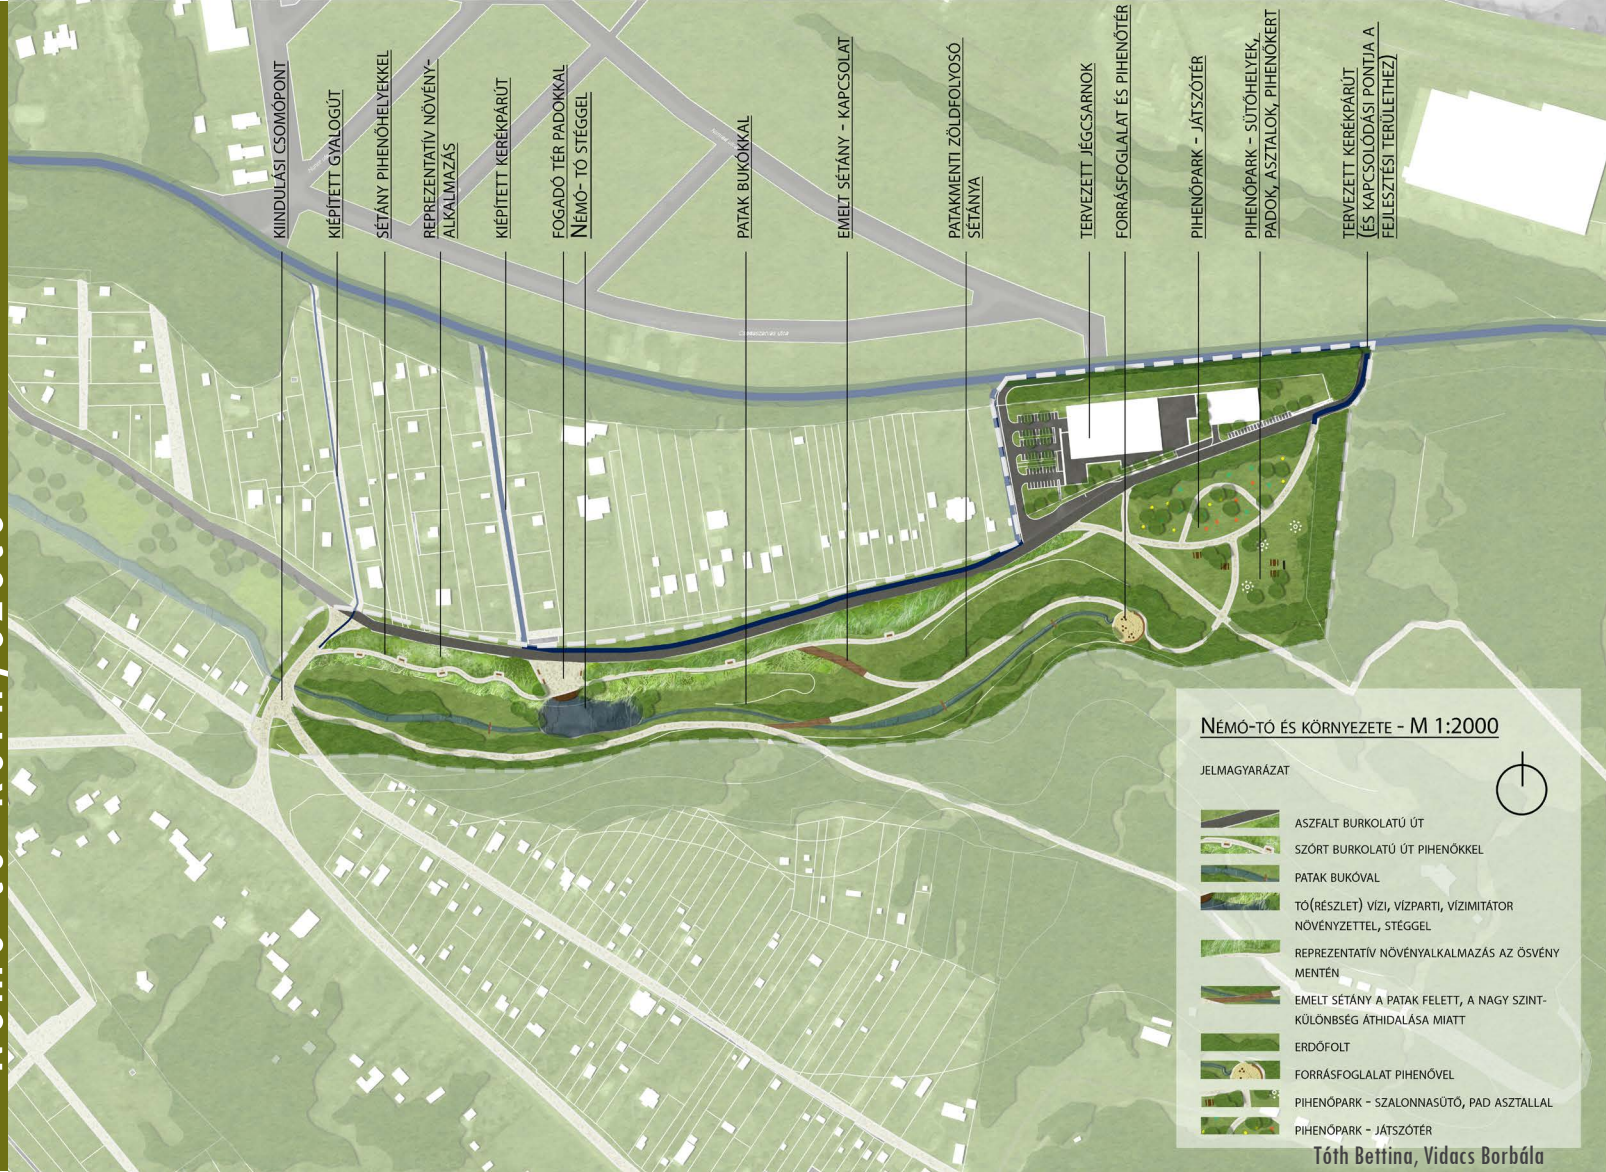 KIINDULÁSI CSOMÓPONT
KIÉPÍTETT GYALOGÚT
SÉTÁNY PIHENŐHELYEKKEL
REPREZENTATÍV NÖVÉNY-
ALKALMAZÁS
KIÉPÍTETT KERÉKPÁRÚT
FOGADÓ TÉR PADOKKAL
NÉMÓ- TÓ STÉGGEL
PATAK BUKÓKKAL
EMELT SÉTÁNY - KAPCSOLAT
PATAKMENTI ZÖLDFOLYOSÓ
SÉTÁNYA
TERVEZETT JÉGCSARNOK
FORRÁSFOGLALAT ÉS PIHENŐTÉR
PIHENŐPARK - JÁTSZÓTÉR
PIHENŐPARK - SÜTŐHELYEK,
PADOK, ASZTALOK, PIHENŐKERT
TERVEZETT KERÉKPÁRÚT
(ÉS KAPCSOLÓDÁSI PONTJA A
FEJLESZTÉSI TERÜLETHEZ)
NÉMÓ-TÓ ÉS KÖRNYEZETE - M 1:2000
JELMAGYARÁZAT
ASZFALT BURKOLATÚ ÚT
SZÓRT BURKOLATÚ ÚT PIHENŐKKEL
PATAK BUKÓVAL
TÓ(RÉSZLET) VÍZI, VÍZPARTI, VÍZIMITÁTOR
NÖVÉNYZETTEL, STÉGGEL
REPREZENTATÍV NÖVÉNYALKALMAZÁS AZ ÖSVÉNY
MENTÉN
EMELT SÉTÁNY A PATAK FELETT, A NAGY SZINT-
KÜLÖNBSÉG ÁTHIDALÁSA MIATT
ERDŐFOLT
FORRÁSFOGLALAT PIHENŐVEL
PIHENŐPARK - SZALONNASÜTŐ, PAD ASZTALLAL
PIHENŐPARK - JÁTSZÓTÉR
Tóth Bettina, Vidacs Borbála